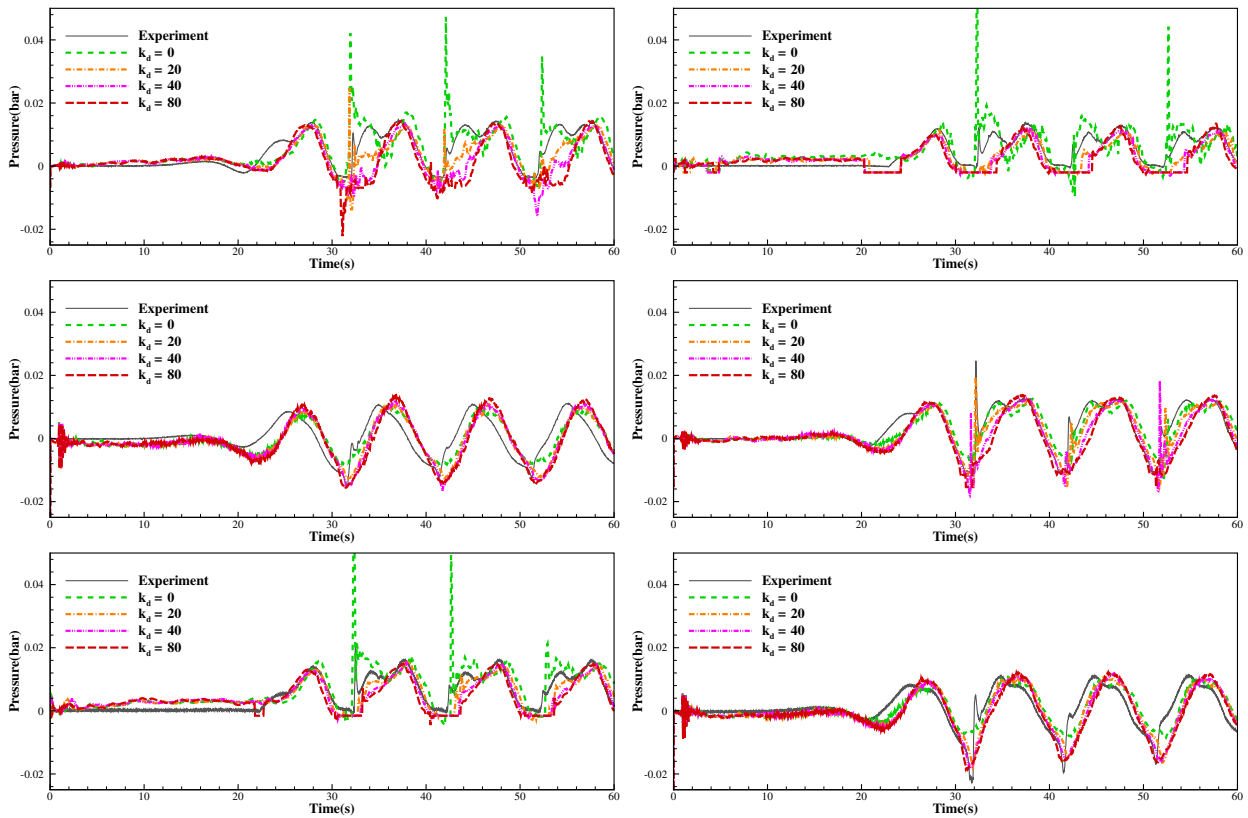 Pressure(bar)
0.04
0.02
0
-0.02
Experiment
k_d = 0
k_d = 20
k_d = 40
k_d = 80
0 10 20 30 40 50 60
Time(s)
Pressure(bar)
0.04
0.02
0
-0.02
Experiment
k_d = 0
k_d = 20
k_d = 40
k_d = 80
0 10 20 30 40 50 60
Time(s)
Pressure(bar)
0.04
0.02
0
-0.02
Experiment
k_d = 0
k_d = 20
k_d = 40
k_d = 80
0 10 20 30 40 50 60
Time(s)
Pressure(bar)
0.04
0.02
0
-0.02
Experiment
k_d = 0
k_d = 20
k_d = 40
k_d = 80
0 10 20 30 40 50 60
Time(s)
Pressure(bar)
0.04
0.02
0
-0.02
Experiment
k_d = 0
k_d = 20
k_d = 40
k_d = 80
0 10 20 30 40 50 60
Time(s)
Pressure(bar)
0.04
0.02
0
-0.02
Experiment
k_d = 0
k_d = 20
k_d = 40
k_d = 80
0 10 20 30 40 50 60
Time(s)